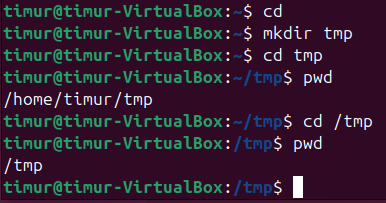 timur@timur-VirtualBox:~$ cd
timur@timur-VirtualBox:~$ mkdir tmp
timur@timur-VirtualBox:~$ cd tmp
timur@timur-VirtualBox:~/tmp$ pwd
/home/timur/tmp
timur@timur-VirtualBox:~/tmp$ cd /tmp
timur@timur-VirtualBox:/tmp$ pwd
/tmp
timur@timur-VirtualBox:/tmp$